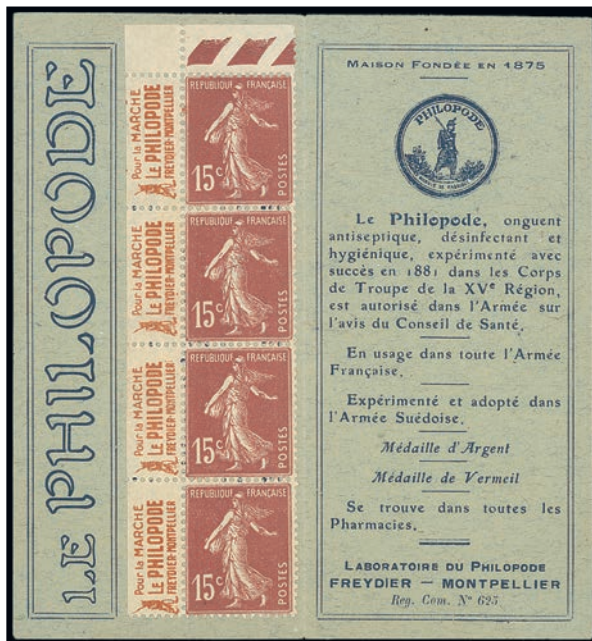 LE PHILOPODE
Pour la MARCHE
LE PHILOPODE
FREYDIER-MONTPELLIER
REPUBLIQUE FRANÇAISE
15c
POSTES
Pour la MARCHE
LE PHILOPODE
FREYDIER-MONTPELLIER
REPUBLIQUE FRANÇAISE
15c
POSTES
Pour la MARCHE
LE PHILOPODE
FREYDIER-MONTPELLIER
REPUBLIQUE FRANÇAISE
15c
POSTES
Pour la MARCHE
LE PHILOPODE
FREYDIER-MONTPELLIER
REPUBLIQUE FRANÇAISE
15c
POSTES
MAISON FONDÉE EN 1875
PHILOPODE
Le Philopode, onguent
antiseptique, désinfectant et
hygiénique, expérimenté avec
succès en 1881 dans les Corps
de Troupe de la XVe Région,
est autorisé dans l'Armée sur
l'avis du Conseil de Santé.
En usage dans toute l'Armée
Française.
Expérimenté et adopté dans
l'Armée Suédoise.
Médaille d'Argent
Médaille de Vermeil
Se trouve dans toutes les
Pharmacies.
LABORATOIRE DU PHILOPODE
FREYDIER — MONTPELLIER
Reg. Com. N° 625